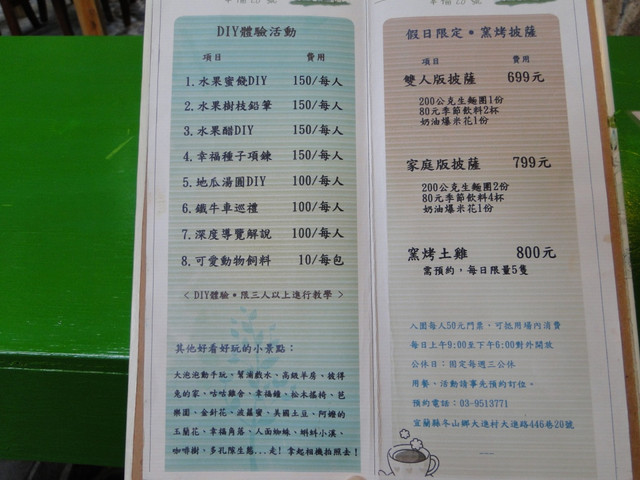 DIY體驗活動
項目 費用
1.水果蜜餞DIY 150/每人
2.水果樹枝鉛筆 150/每人
3.水果醋DIY 150/每人
4.幸福種子項鍊 150/每人
5.地瓜湯圓DIY 100/每人
6.鐵牛車巡禮 100/每人
7.深度導覽解說 100/每人
8.可愛動物飼料 10/每包
< DIY體驗。限三人以上進行教學 >
其他好看好玩的小景點：
大泡泡動手玩、幫浦戲水、高級羊房、彼得
兔的家、咕咕雞舍、幸福鐘、松木搖椅、芭
樂園、金針花、波羅蜜、美國土豆、阿嬤的
玉蘭花、幸福角落、人面蜘蛛、蝌蚪小溪、
咖啡樹、多孔隙生態...走! 拿起相機拍照去!
假日限定。窯烤披薩
項目 費用
雙人版披薩 699元
200公克生麵團1份
80元季節飲料2杯
奶油爆米花1份
家庭版披薩 799元
200公克生麵團2份
80元季節飲料4杯
奶油爆米花1份
窯烤土雞 800元
需預約，每日限量5隻
入園每人50元門票，可抵用場內消費
每日上午9:00至下午6:00對外開放
公休日：固定每週三公休
用餐、活動請事先預約訂位。
預約電話：03-9513771
宜蘭縣冬山鄉大進村大進路446巷20號